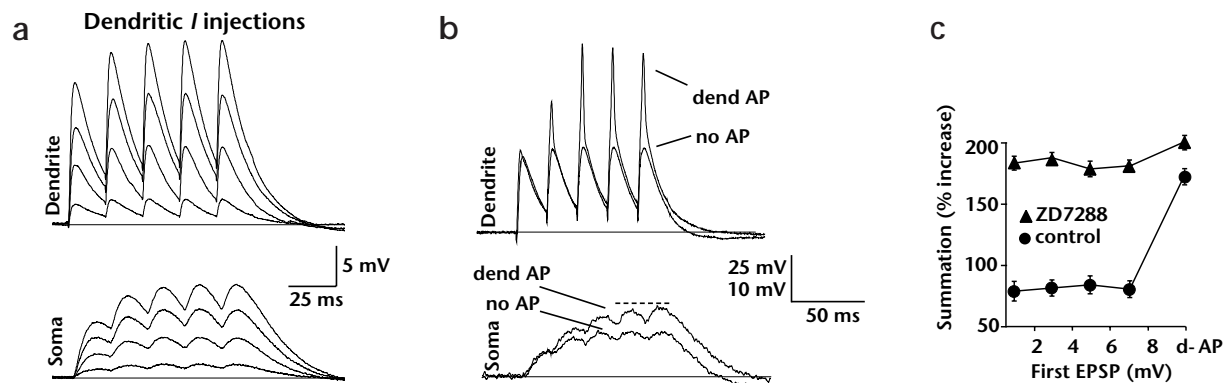 a
Dendritic I injections
Dendrite
5 mV
25 ms
Soma
b
dend AP
no AP
Dendrite
25 mV
10 mV
50 ms
dend AP
no AP
Soma
c
Summation (% increase)
200
150
100
50
ZD7288
control
2 4 6 8 d- AP
First EPSP (mV)